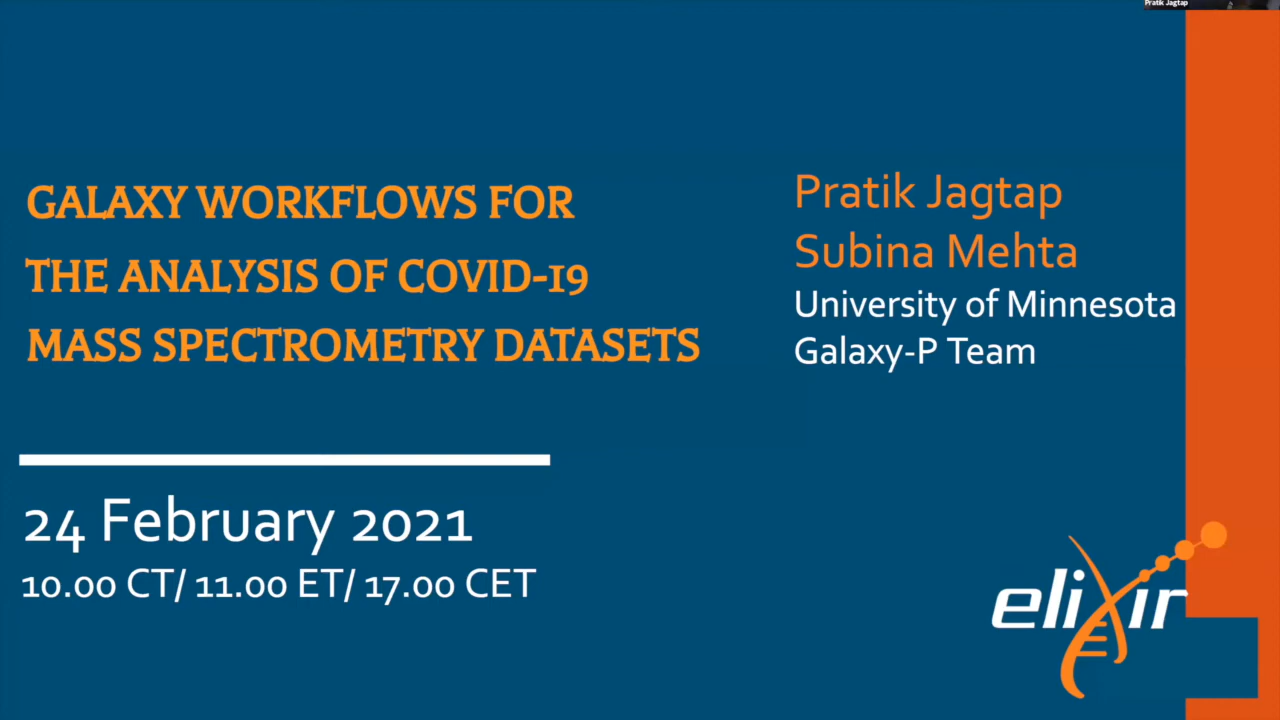 Pratik Jagtap
GALAXY WORKFLOWS FOR
THE ANALYSIS OF COVID-19
MASS SPECTROMETRY DATASETS
Pratik Jagtap
Subina Mehta
University of Minnesota
Galaxy-P Team
24 February 2021
10.00 CT/ 11.00 ET/ 17.00 CET
elixir